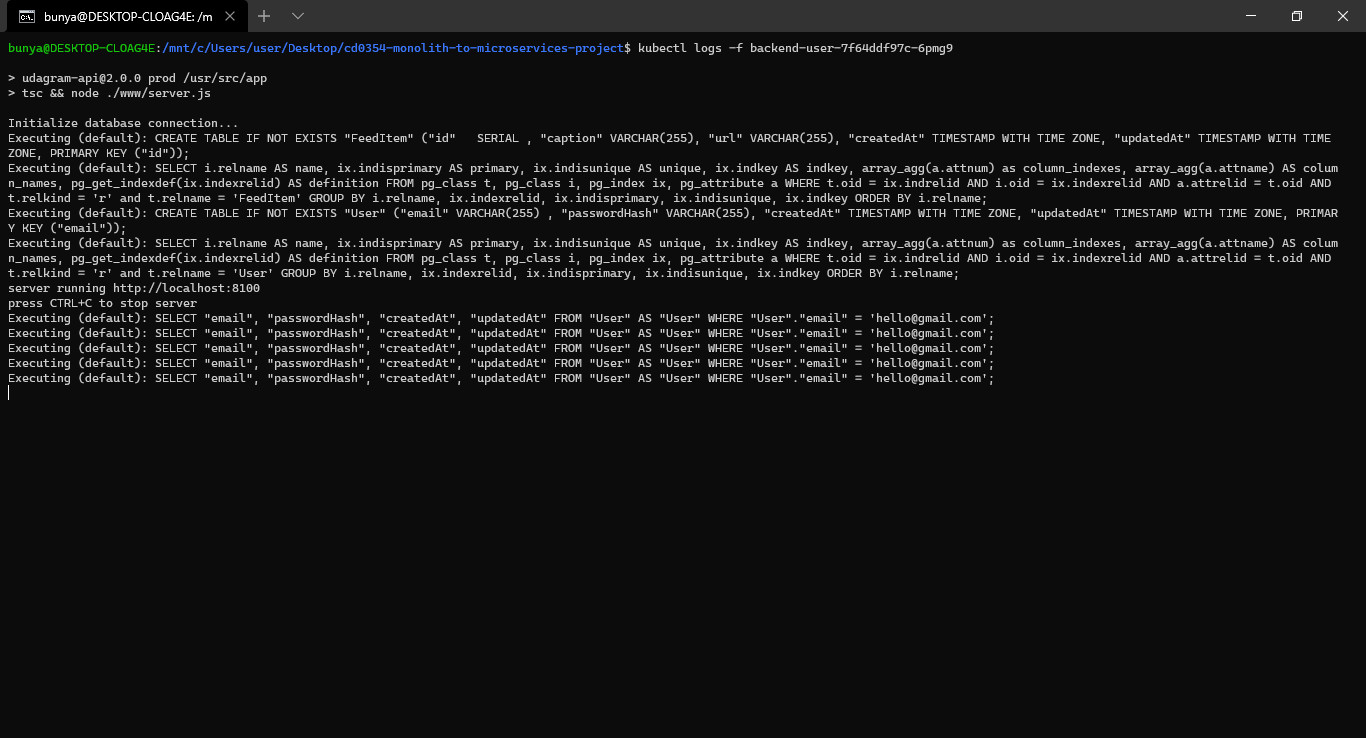 bunya@DESKTOP-CLOAG4E: /m
bunya@DESKTOP-CLOAG4E:/mnt/c/Users/user/Desktop/cd0354-monolith-to-microservices-project$ kubectl logs -f backend-user-7f64ddf97c-6pmg9
> udagram-api@2.0.0 prod /usr/src/app
> tsc && node ./www/server.js
Initialize database connection...
Executing (default): CREATE TABLE IF NOT EXISTS "FeedItem" ("id"   SERIAL , "caption" VARCHAR(255), "url" VARCHAR(255), "createdAt" TIMESTAMP WITH TIME ZONE, "updatedAt" TIMESTAMP WITH TIME
ZONE, PRIMARY KEY ("id"));
Executing (default): SELECT i.relname AS name, ix.indisprimary AS primary, ix.indisunique AS unique, ix.indkey AS indkey, array_agg(a.attnum) as column_indexes, array_agg(a.attname) AS colum
n_names, pg_get_indexdef(ix.indexrelid) AS definition FROM pg_class t, pg_class i, pg_index ix, pg_attribute a WHERE t.oid = ix.indrelid AND i.oid = ix.indexrelid AND a.attrelid = t.oid AND
t.relkind = 'r' and t.relname = 'FeedItem' GROUP BY i.relname, ix.indexrelid, ix.indisprimary, ix.indisunique, ix.indkey ORDER BY i.relname;
Executing (default): CREATE TABLE IF NOT EXISTS "User" ("email" VARCHAR(255) , "passwordHash" VARCHAR(255), "createdAt" TIMESTAMP WITH TIME ZONE, "updatedAt" TIMESTAMP WITH TIME ZONE, PRIMAR
Y KEY ("email"));
Executing (default): SELECT i.relname AS name, ix.indisprimary AS primary, ix.indisunique AS unique, ix.indkey AS indkey, array_agg(a.attnum) as column_indexes, array_agg(a.attname) AS colum
n_names, pg_get_indexdef(ix.indexrelid) AS definition FROM pg_class t, pg_class i, pg_index ix, pg_attribute a WHERE t.oid = ix.indrelid AND i.oid = ix.indexrelid AND a.attrelid = t.oid AND
t.relkind = 'r' and t.relname = 'User' GROUP BY i.relname, ix.indexrelid, ix.indisprimary, ix.indisunique, ix.indkey ORDER BY i.relname;
server running http://localhost:8100
press CTRL+C to stop server
Executing (default): SELECT "email", "passwordHash", "createdAt", "updatedAt" FROM "User" AS "User" WHERE "User"."email" = 'hello@gmail.com';
Executing (default): SELECT "email", "passwordHash", "createdAt", "updatedAt" FROM "User" AS "User" WHERE "User"."email" = 'hello@gmail.com';
Executing (default): SELECT "email", "passwordHash", "createdAt", "updatedAt" FROM "User" AS "User" WHERE "User"."email" = 'hello@gmail.com';
Executing (default): SELECT "email", "passwordHash", "createdAt", "updatedAt" FROM "User" AS "User" WHERE "User"."email" = 'hello@gmail.com';
Executing (default): SELECT "email", "passwordHash", "createdAt", "updatedAt" FROM "User" AS "User" WHERE "User"."email" = 'hello@gmail.com';